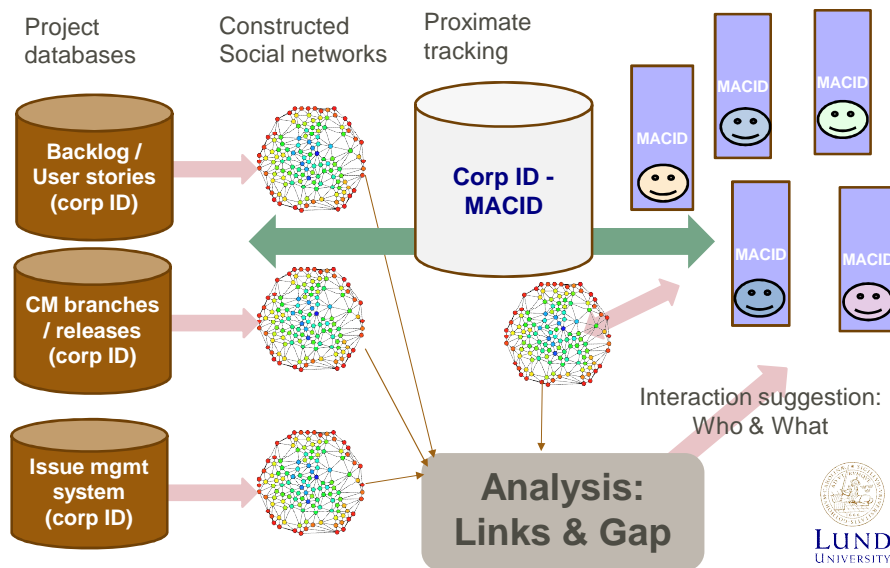 Project
databases
Constructed
Social networks
Proximate
tracking
Backlog /
User stories
(corp ID)
CM branches
/ releases
(corp ID)
Issue mgmt
system
(corp ID)
Corp ID -
MACID
MACID
MACID
MACID
MACID
MACID
Interaction suggestion:
Who & What
Analysis:
Links & Gap
LUND
UNIVERSITY